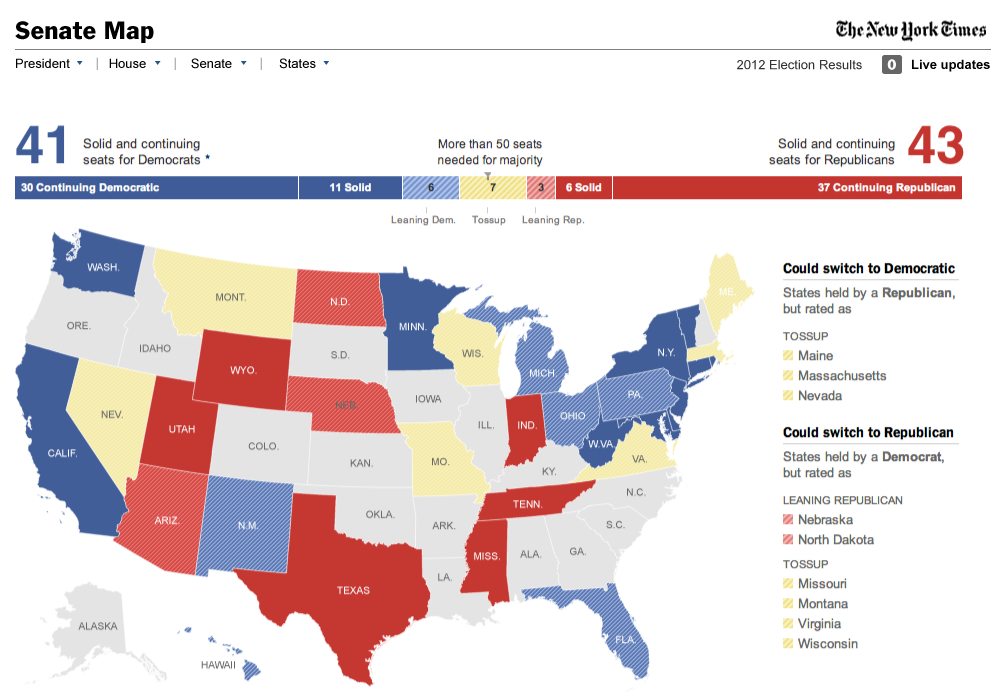 Senate Map
The New York Times
President | House | Senate | States
2012 Election Results 0 Live updates
41 Solid and continuing seats for Democrats *
More than 50 seats
needed for majority
Solid and continuing
seats for Republicans
43
30 Continuing Democratic 11 Solid 6 7 3 6 Solid 37 Continuing Republican
Leaning Dem. Tossup Leaning Rep.
WASH.
ORE.
IDAHO
MONT.
N.D.
MINN.
S.D.
WYO.
WIS.
MICH.
N.Y.
ME.
NEV.
UTAH
COLO.
NEB.
IOWA
ILL.
IND.
OHIO
PA.
CALIF.
KAN.
MO.
KY.
W.VA.
VA.
ARIZ.
N.M.
OKLA.
ARK.
TENN.
N.C.
S.C.
TEXAS
LA.
MISS.
ALA.
GA.
FLA.
ALASKA
HAWAII
Could switch to Democratic
States held by a Republican,
but rated as
TOSSUP
Maine
Massachusetts
Nevada
Could switch to Republican
States held by a Democrat,
but rated as
LEANING REPUBLICAN
Nebraska
North Dakota
TOSSUP
Missouri
Montana
Virginia
Wisconsin